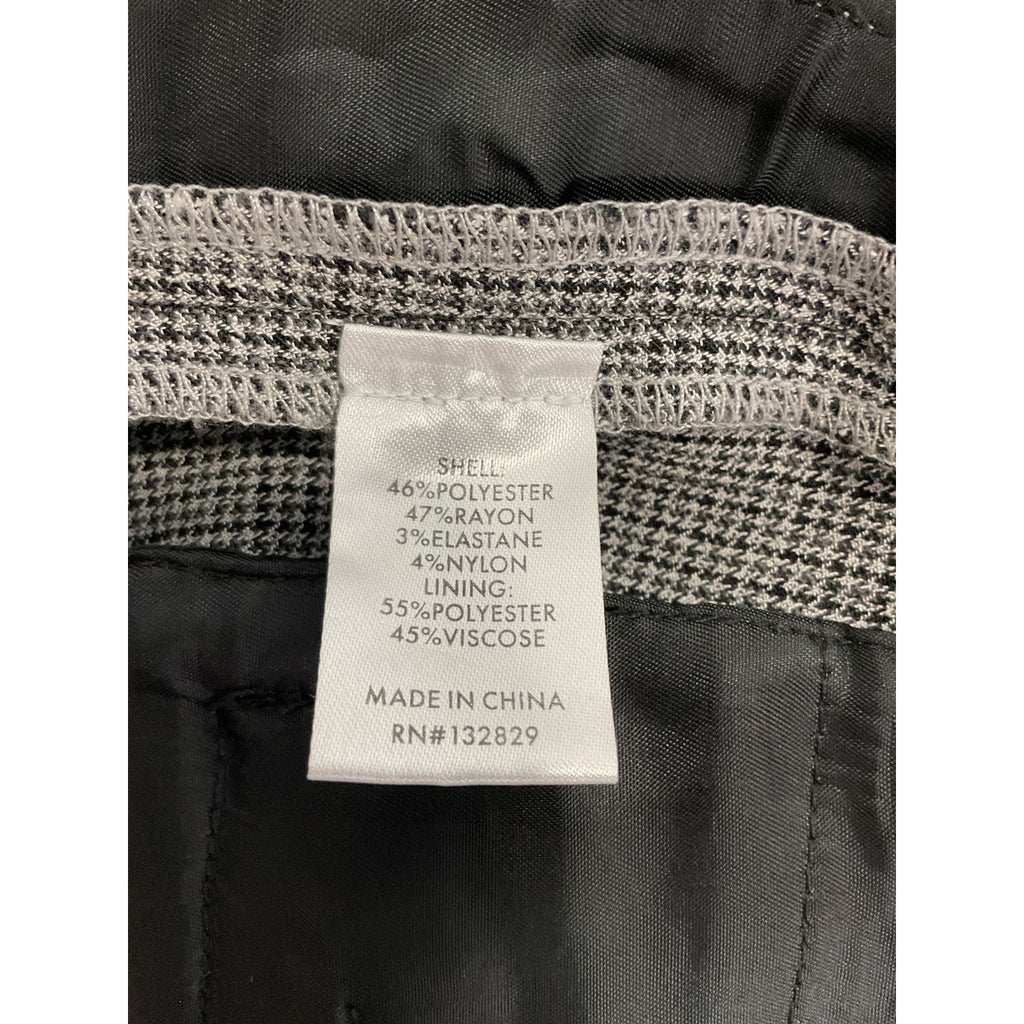 SHELL:
46%POLYESTER
47%RAYON
3%ELASTANE
4%NYLON
LINING:
55%POLYESTER
45%VISCOSE
MADE IN CHINA
RN#132829